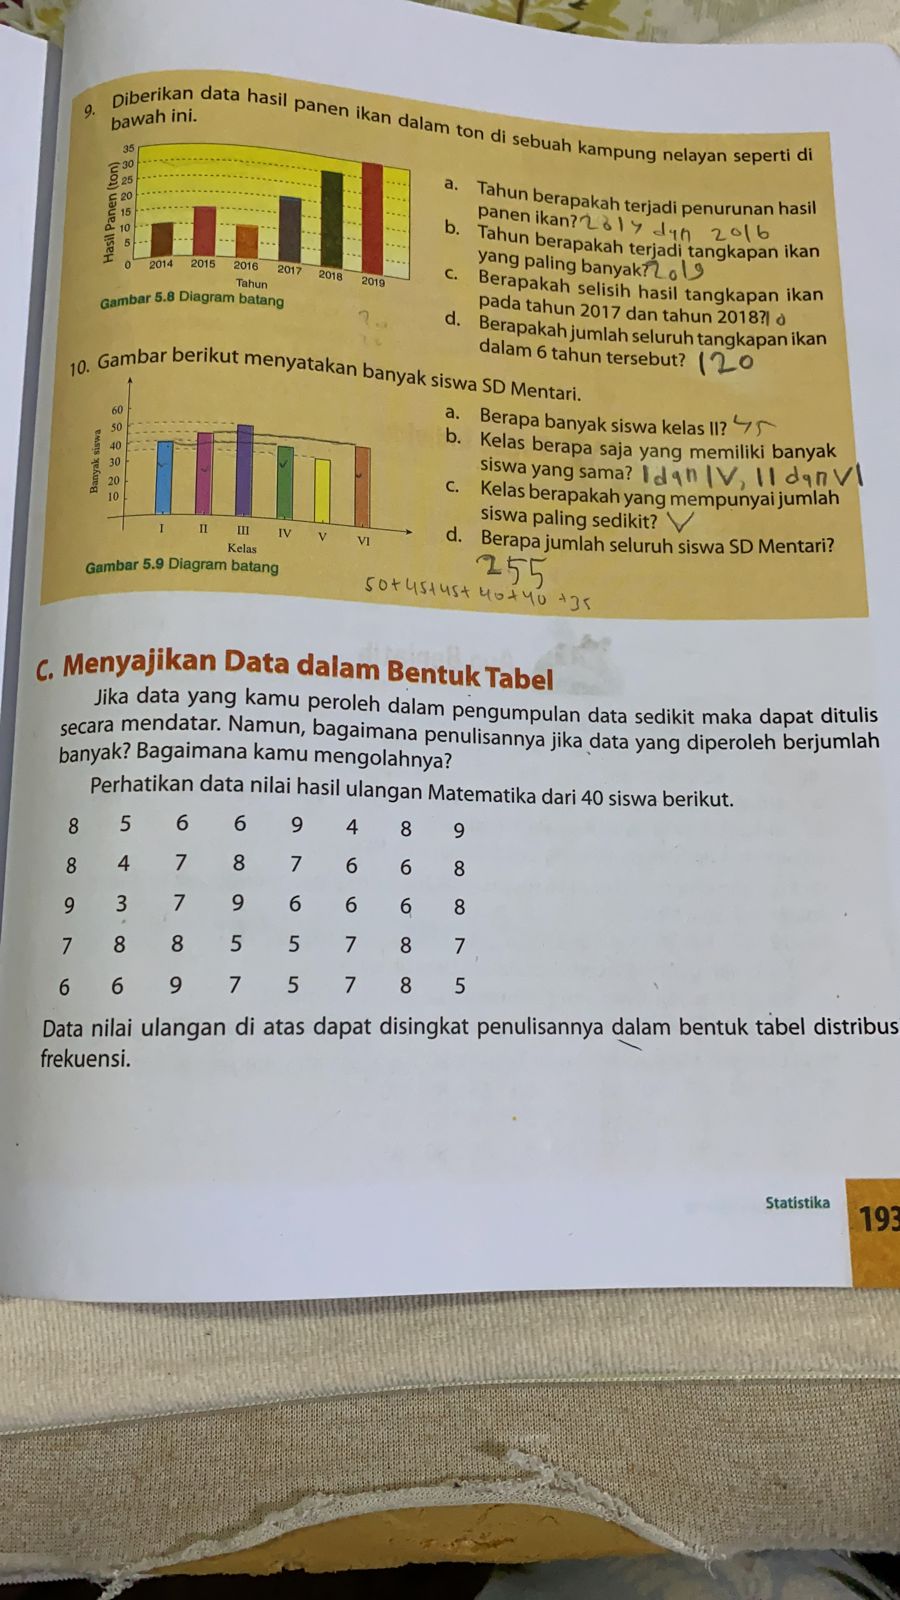 9. Diberikan data hasil panen ikan dalam ton di sebuah kampung nelayan seperti di
bawah ini.
Hasil Panen (ton)
35
30
25
20
15
10
5
0
2014 2015 2016 2017 2018 2019
Tahun
Gambar 5.8 Diagram batang
a. Tahun berapakah terjadi penurunan hasil
panen ikan? 2014 dan 2016
b. Tahun berapakah terjadi tangkapan ikan
yang paling banyak? 2019
c. Berapakah selisih hasil tangkapan ikan
pada tahun 2017 dan tahun 2018? 10
d. Berapakah jumlah seluruh tangkapan ikan
dalam 6 tahun tersebut? 120
10. Gambar berikut menyatakan banyak siswa SD Mentari.
Banyak siswa
60
50
40
30
20
10
I II III IV V VI
Kelas
Gambar 5.9 Diagram batang
a. Berapa banyak siswa kelas II? 45
b. Kelas berapa saja yang memiliki banyak
siswa yang sama? I dan IV, II dan VI
c. Kelas berapakah yang mempunyai jumlah
siswa paling sedikit? V
d. Berapa jumlah seluruh siswa SD Mentari?
255
50+45+45+40+40+35
C. Menyajikan Data dalam Bentuk Tabel
Jika data yang kamu peroleh dalam pengumpulan data sedikit maka dapat ditulis
secara mendatar. Namun, bagaimana penulisannya jika data yang diperoleh berjumlah
banyak? Bagaimana kamu mengolahnya?
Perhatikan data nilai hasil ulangan Matematika dari 40 siswa berikut.
8 5 6 6 9 4 8 9
8 4 7 8 7 6 6 8
9 3 7 9 6 6 6 8
7 8 8 5 5 7 8 7
6 6 9 7 5 7 8 5
Data nilai ulangan di atas dapat disingkat penulisannya dalam bentuk tabel distribus
frekuensi.
Statistika
193